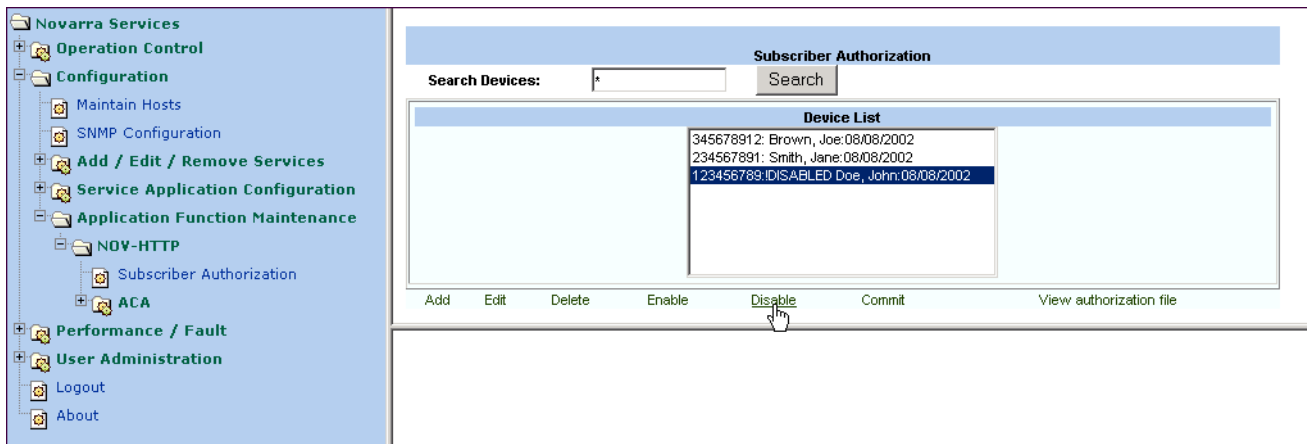 Novarra Services
Operation Control
Configuration
Maintain Hosts
SNMP Configuration
Add / Edit / Remove Services
Service Application Configuration
Application Function Maintenance
NOV-HTTP
Subscriber Authorization
ACA
Performance / Fault
User Administration
Logout
About
Subscriber Authorization
Search Devices: * Search
Device List
345678912: Brown, Joe:08/08/2002
234567891: Smith, Jane:08/08/2002
123456789:!DISABLED Doe, John:08/08/2002
Add Edit Delete Enable Disable Commit View authorization file